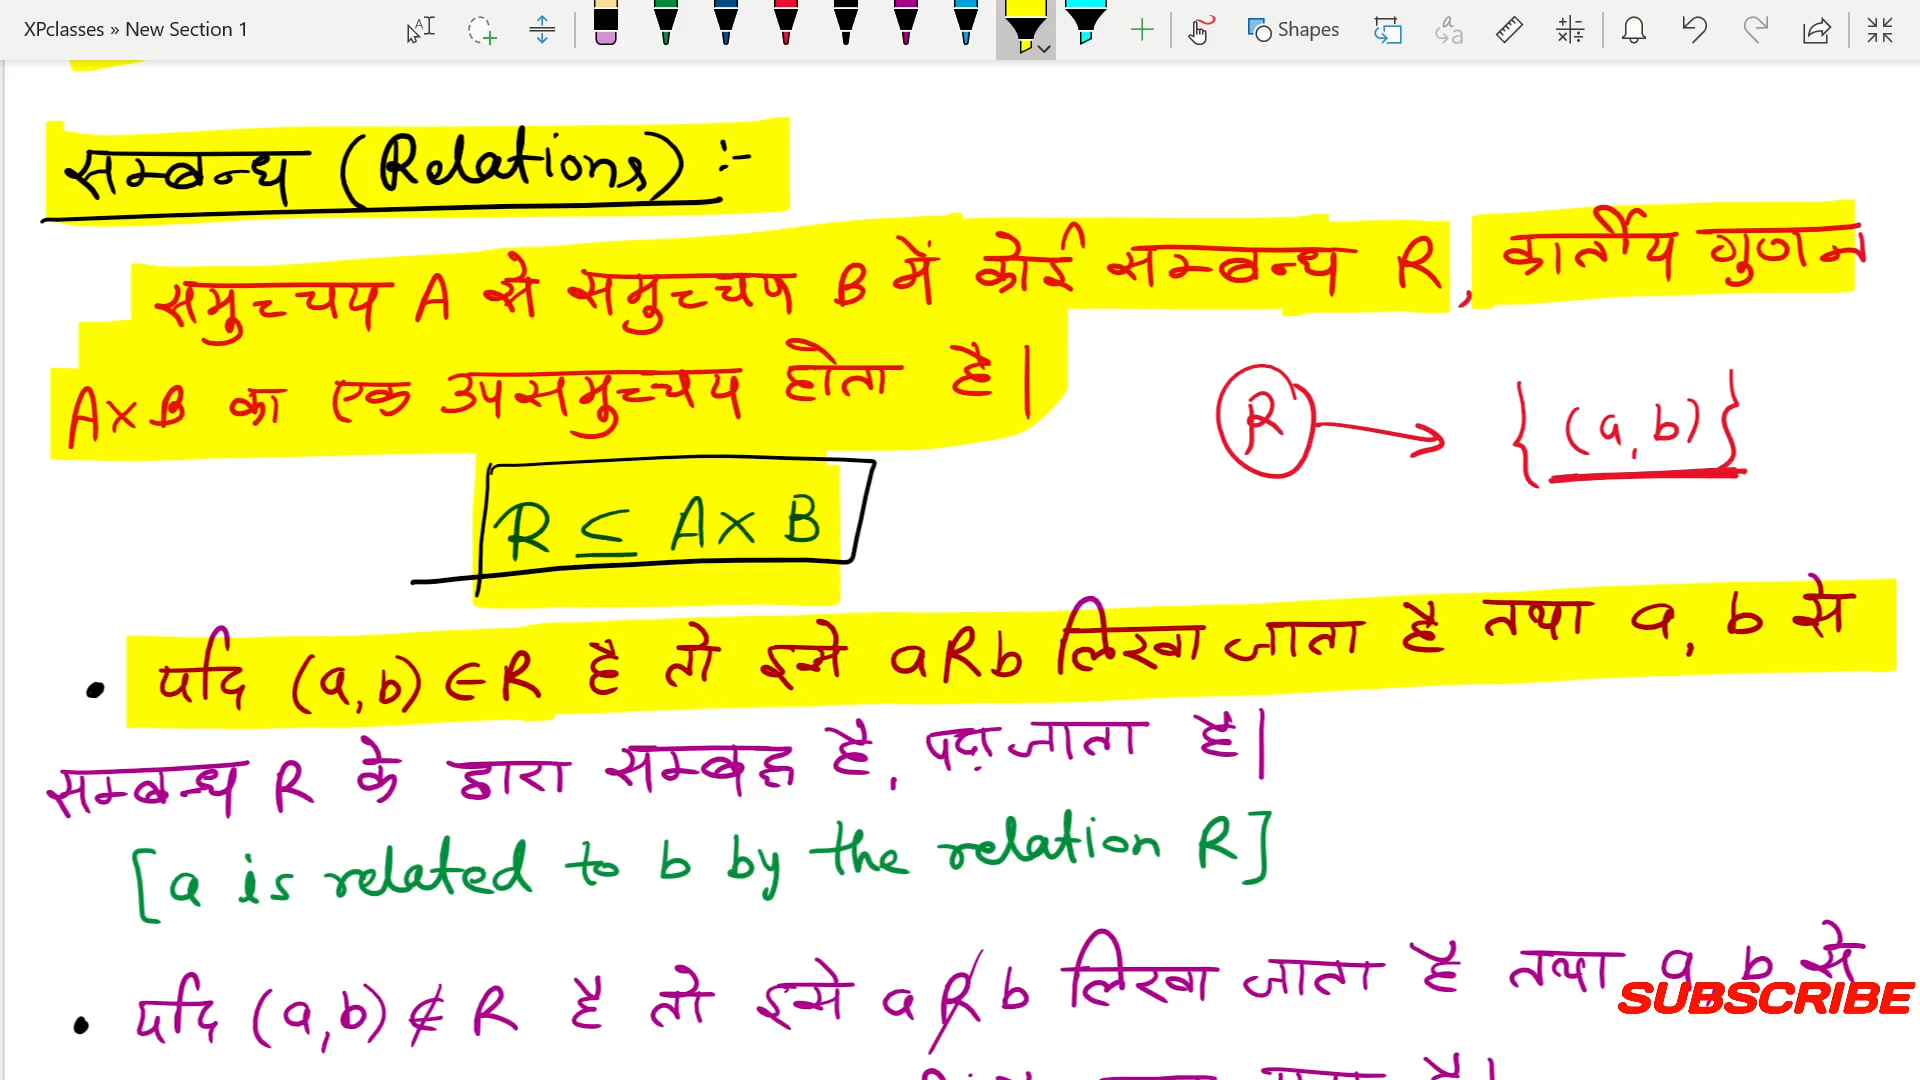 XPclasses » New Section 1
Shapes
सम्बन्ध (Relations) :-
समुच्चय A से समुच्चय B में कोई सम्बन्ध R, कार्तीय गुणन
A×B का एक उपसमुच्चय होता है|
R → {(a,b)}
R ⊆ A×B
• यदि (a,b) ∈ R है तो इसे aRb लिखा जाता है तथा a, b से
सम्बन्ध R के द्वारा सम्बद्ध है, पढ़ा जाता है|
[a is related to b by the relation R]
• यदि (a,b) ∉ R है तो इसे a R̸ b लिखा जाता है तथा a, b से
SUBSCRIBE